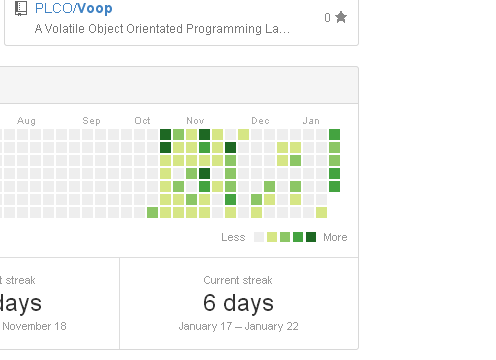 PLCO/Voop
0
A Volatile Object Orientated Programming La...
Aug Sep Oct Nov Dec Jan
Less More
t streak
days
November 18
Current streak
6 days
January 17 – January 22